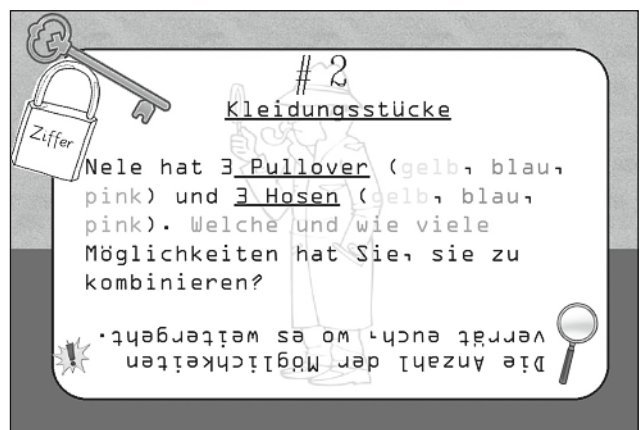 # 2
Kleidungsstücke
Ziffer
Nele hat 3 Pullover (gelb, blau,
pink) und 3 Hosen (gelb, blau,
pink). Welche und wie viele
Möglichkeiten hat Sie, sie zu
kombinieren?
Die Anzahl der Möglichkeiten
verrät euch, wo es weitergeht.